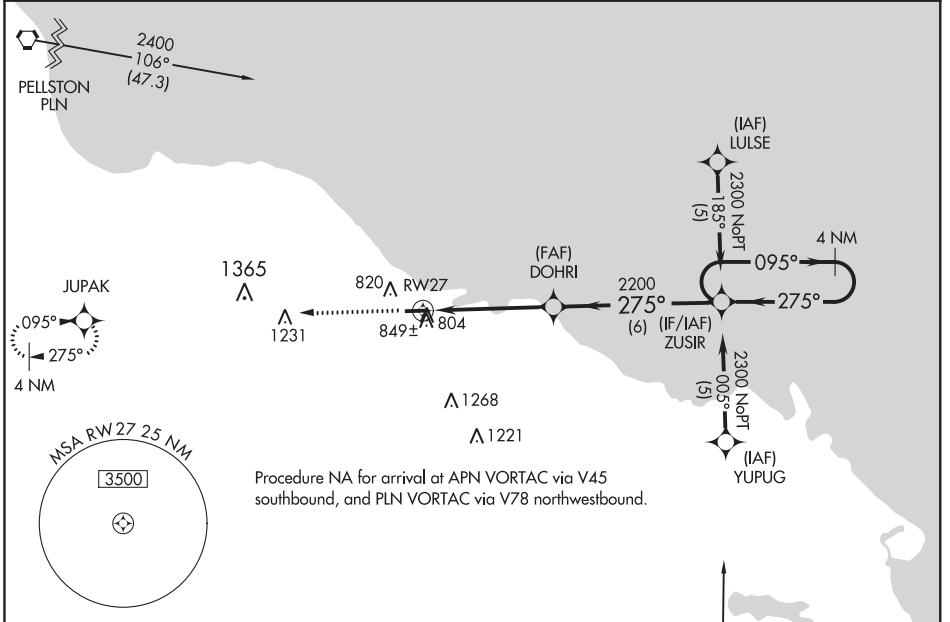 2400
106°
(47.3)
PELLSTON
PLN
(IAF)
LULSE
2300 NoPT
185°
(5)
4 NM
095°
275°
(FAF)
DOHRI
2200
275°
(6)
(IF/IAF)
ZUSIR
1365
820
RW27
849±
804
1231
JUPAK
095°
275°
4 NM
1268
1221
2300 NoPT
005°
(5)
(IAF)
YUPUG
MSA RW27 25 NM
3500
Procedure NA for arrival at APN VORTAC via V45
southbound, and PLN VORTAC via V78 northwestbound.